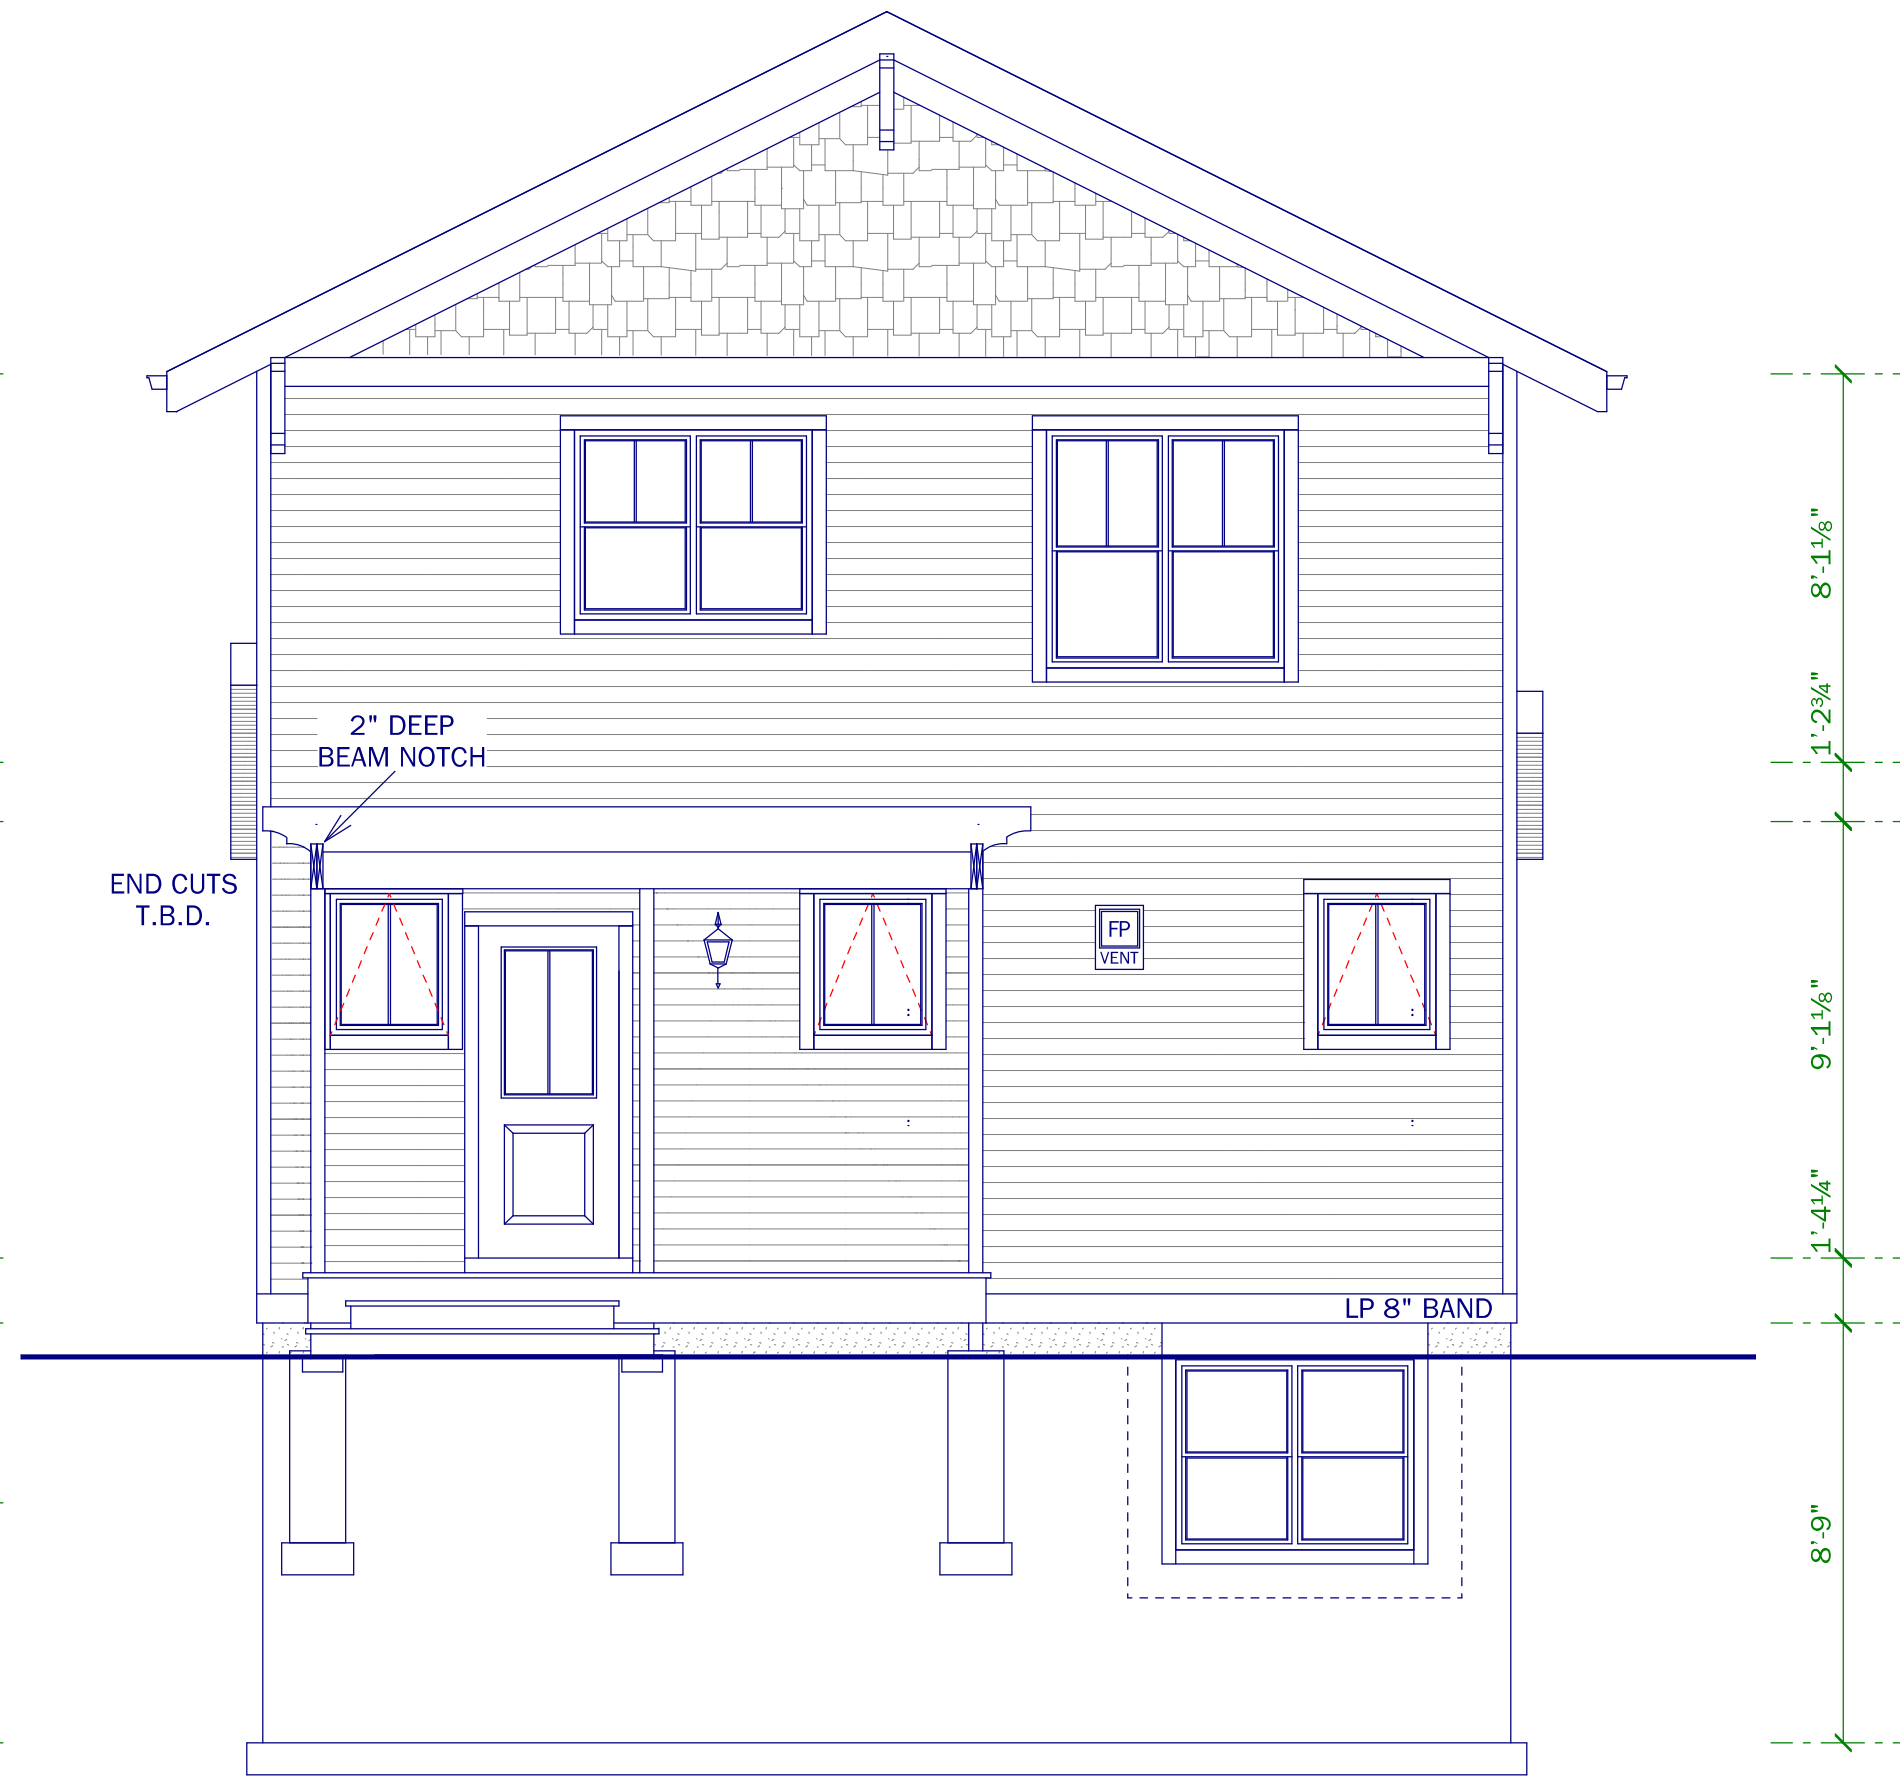 8'-1⅛"
1'-2¾"
2" DEEP
BEAM NOTCH
END CUTS
T.B.D.
FP
VENT
9'-1⅛"
1'-4¼"
LP 8" BAND
8'-9"